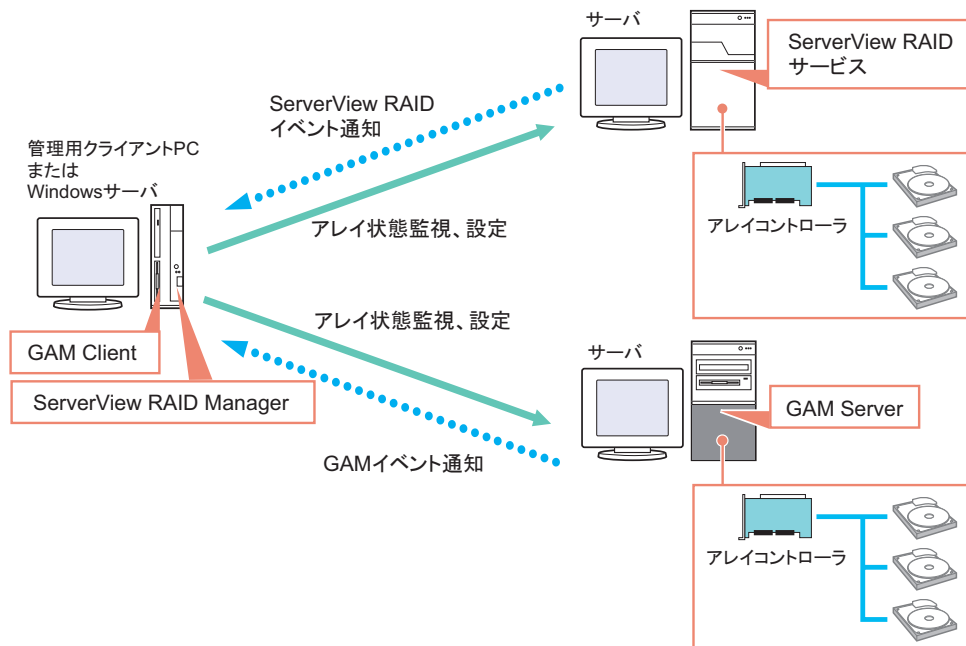 サーバ
ServerView RAID
サービス
ServerView RAID
イベント通知
管理用クライアントPC
または
Windowsサーバ
アレイ状態監視、設定
アレイコントローラ
アレイ状態監視、設定
サーバ
GAM Client
ServerView RAID Manager
GAM Server
GAMイベント通知
アレイコントローラ